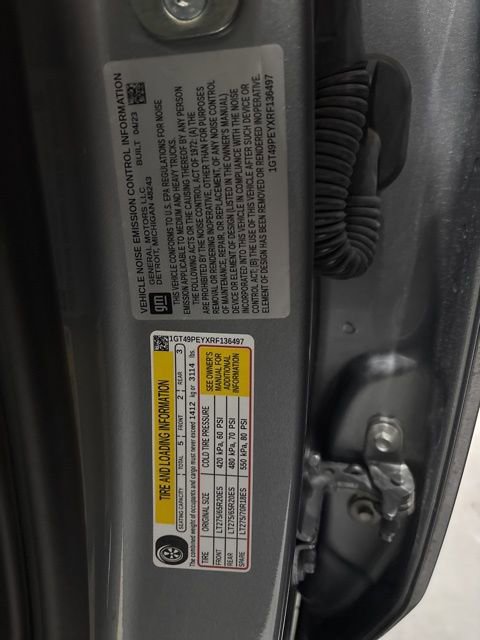 VEHICLE NOISE EMISSION CONTROL INFORMATION
gm
GENERAL MOTORS LLC BUILT 04/23
DETROIT, MICHIGAN 48243
THIS VEHICLE CONFORMS TO U.S. EPA REGULATIONS FOR NOISE
EMISSION APPLICABLE TO MEDIUM AND HEAVY TRUCKS.
THE FOLLOWING ACTS OR THE CAUSING THEREOF BY ANY PERSON
ARE PROHIBITED BY THE NOISE CONTROL ACT OF 1972: (A) THE
REMOVAL OR RENDERING INOPERATIVE, OTHER THAN FOR PURPOSES
OF MAINTENANCE, REPAIR, OR REPLACEMENT, OF ANY NOISE CONTROL
DEVICE OR ELEMENT OF DESIGN (LISTED IN THE OWNER'S MANUAL)
INCORPORATED INTO THIS VEHICLE IN COMPLIANCE WITH THE NOISE
CONTROL ACT; (B) THE USE OF THIS VEHICLE AFTER SUCH DEVICE OR
ELEMENT OF DESIGN HAS BEEN REMOVED OR RENDERED INOPERATIVE.
1GT49PEYXRF136497
TIRE AND LOADING INFORMATION
SEATING CAPACITY TOTAL 5 FRONT 2 REAR 3
The combined weight of occupants and cargo must never exceed 1412 kg or 3114 lbs.
1GT49PEYXRF136497
TIRE ORIGINAL SIZE COLD TIRE PRESSURE
FRONT LT275/65R20ES 420 kPa, 60 PSI
REAR LT275/65R20ES 480 kPa, 70 PSI
SPARE LT275/70R18ES 550 kPa, 80 PSI
SEE OWNER'S
MANUAL FOR
ADDITIONAL
INFORMATION